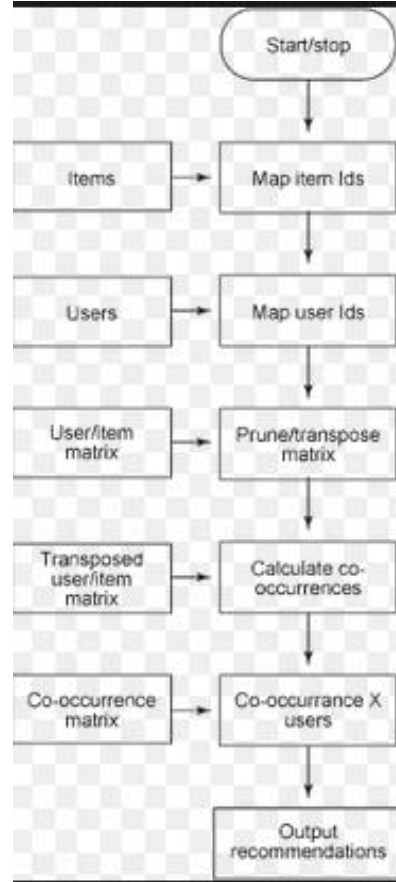 Start/stop
Items
Map item Ids
Users
Map user Ids
User/item
matrix
Prune/transpose
matrix
Transposed
user/item
matrix
Calculate co-
occurrences
Co-occurrence
matrix
Co-occurrance X
users
Output
recommendations